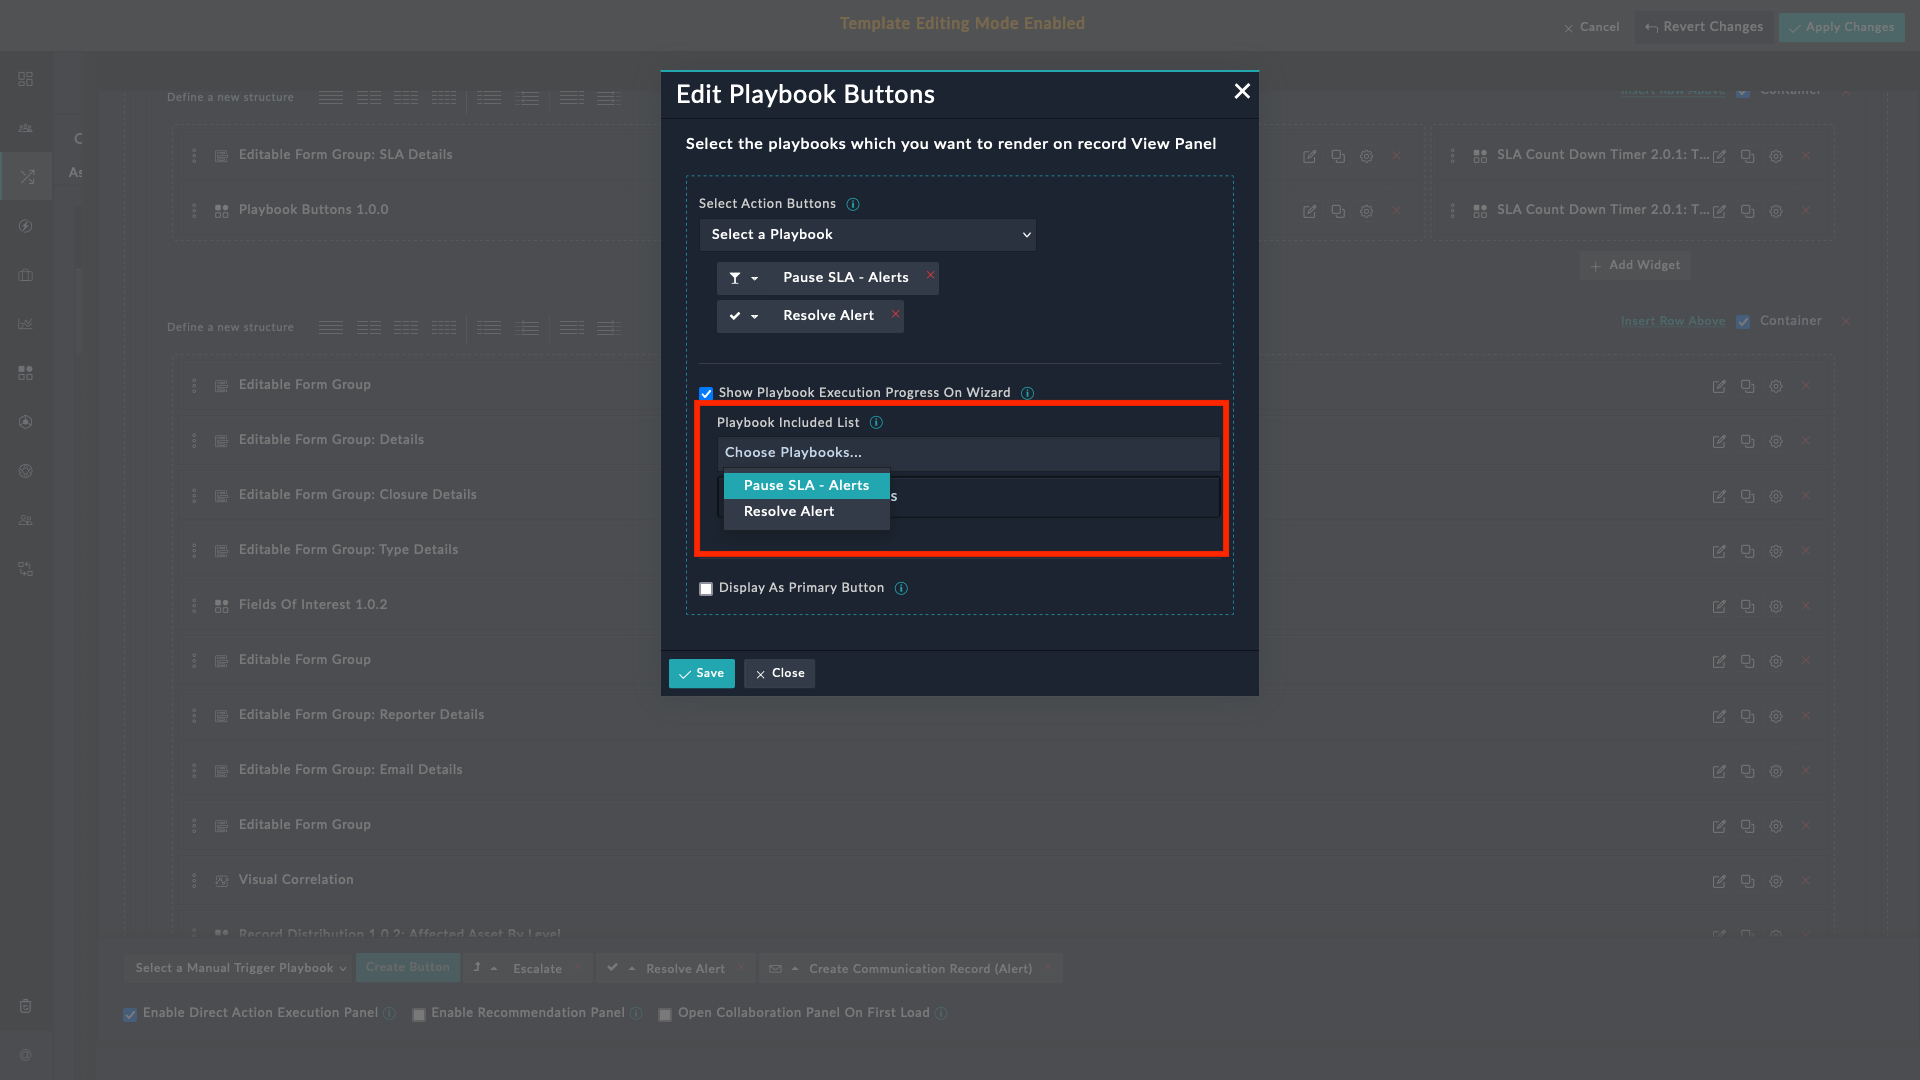 Template Editing Mode Enabled
Cancel
Revert Changes
Apply Changes
Define a new structure
Insert Row Above
Container
Editable Form Group: SLA Details
SLA Count Down Timer 2.0.1: T...
Playbook Buttons 1.0.0
SLA Count Down Timer 2.0.1: T...
Add Widget
Define a new structure
Insert Row Above
Container
Editable Form Group
Editable Form Group: Details
Editable Form Group: Closure Details
Editable Form Group: Type Details
Fields Of Interest 1.0.2
Editable Form Group
Editable Form Group: Reporter Details
Editable Form Group: Email Details
Editable Form Group
Visual Correlation
Record Distribution 1.0.2: Affected Asset By Level
Select a Manual Trigger Playbook
Create Button
Escalate
Resolve Alert
Create Communication Record (Alert)
Enable Direct Action Execution Panel
Enable Recommendation Panel
Open Collaboration Panel On First Load
Edit Playbook Buttons
Select the playbooks which you want to render on record View Panel
Select Action Buttons
Select a Playbook
Pause SLA - Alerts
Resolve Alert
Show Playbook Execution Progress On Wizard
Playbook Included List
Choose Playbooks...
Pause SLA - Alerts
Resolve Alert
Display As Primary Button
Save
Close